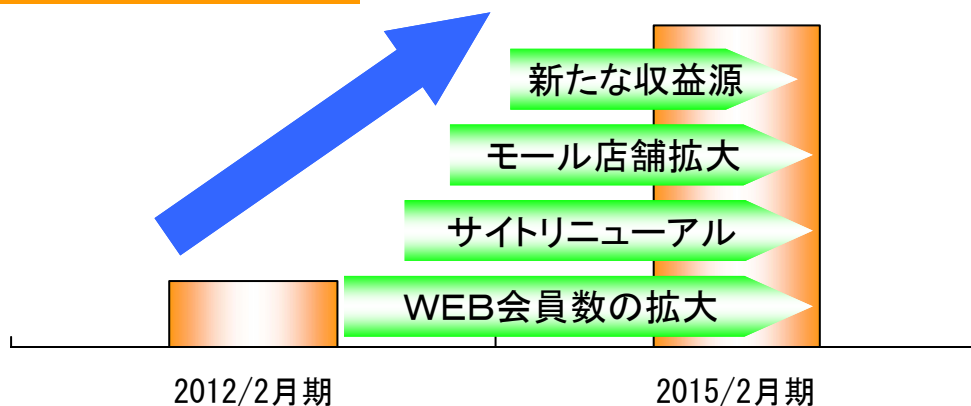 新たな収益源
モール店舗拡大
サイトリニューアル
WEB会員数の拡大
2012/2月期
2015/2月期